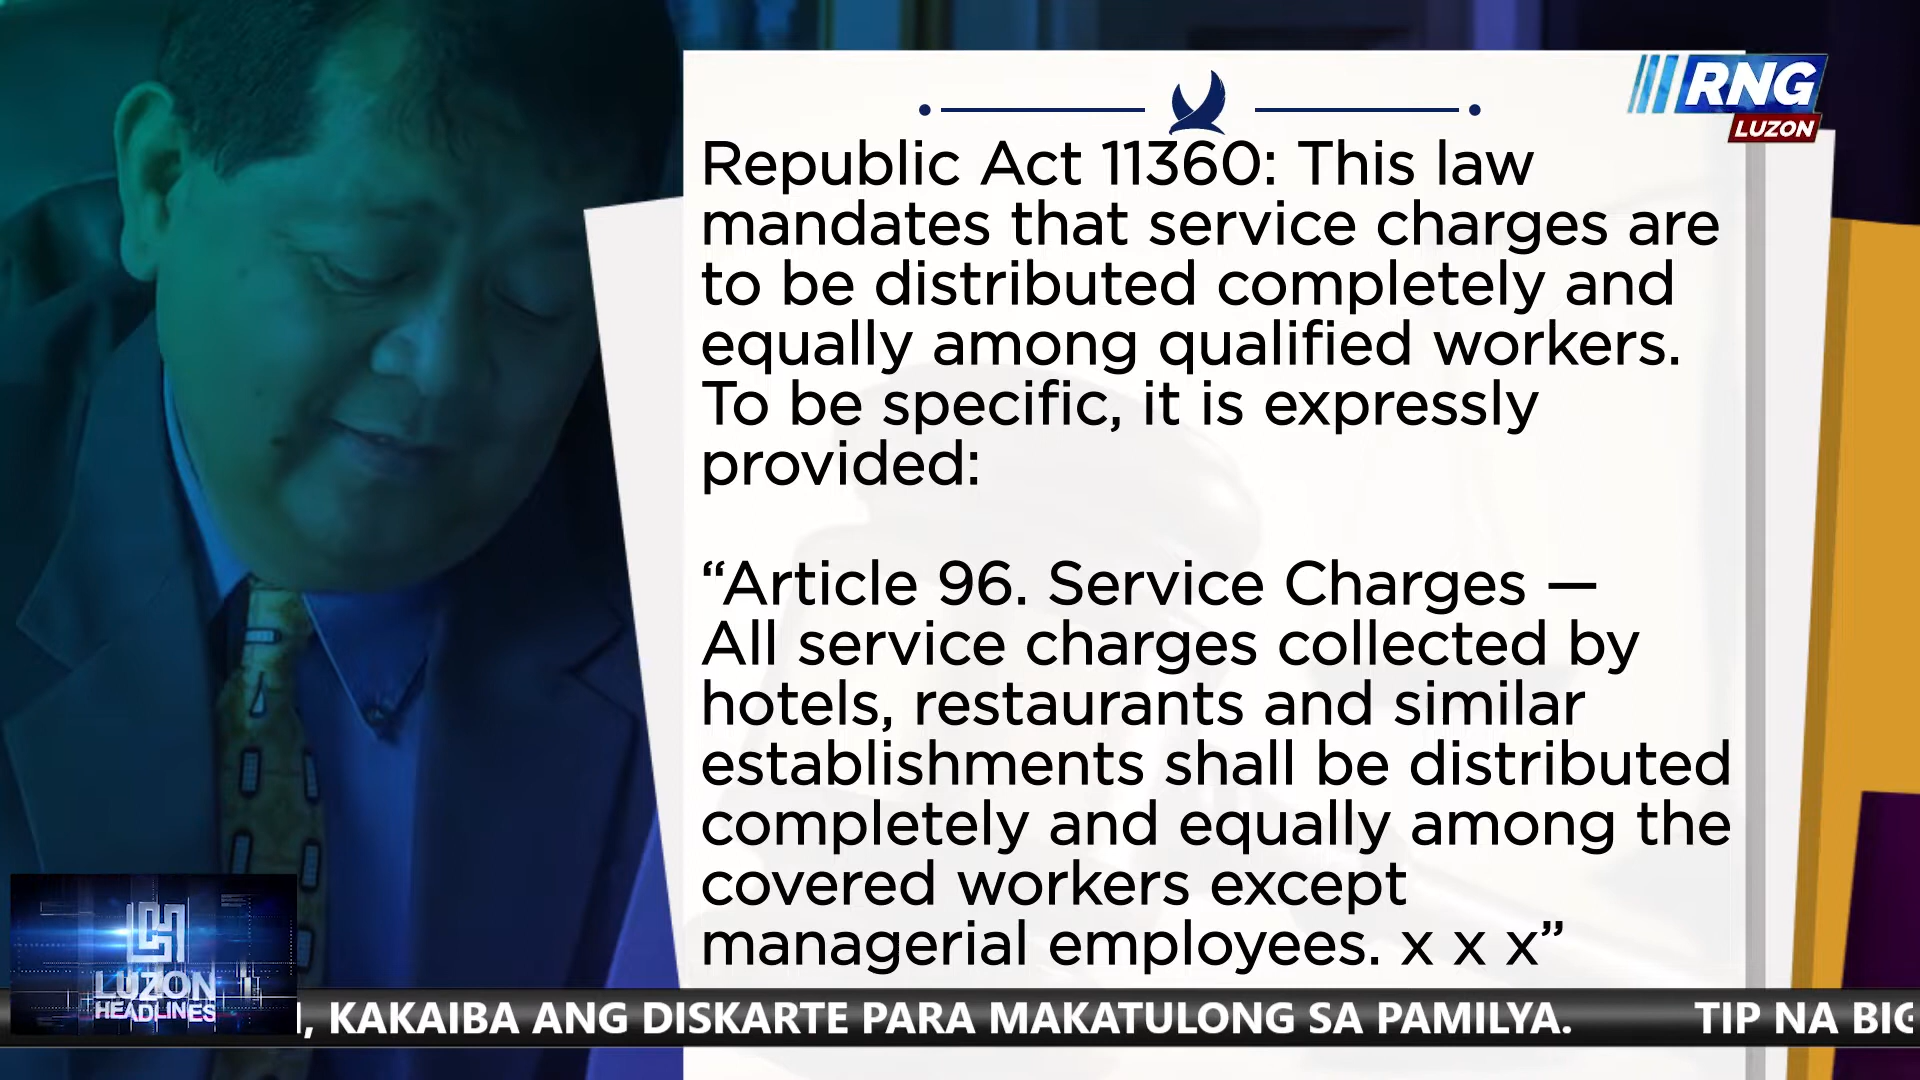 RNG
LUZON
Republic Act 11360: This law
mandates that service charges are
to be distributed completely and
equally among qualified workers.
To be specific, it is expressly
provided:
“Article 96. Service Charges —
All service charges collected by
hotels, restaurants and similar
establishments shall be distributed
completely and equally among the
covered workers except
managerial employees. x x x”
LUZON
HEADLINES
, KAKAIBA ANG DISKARTE PARA MAKATULONG SA PAMILYA. TIP NA